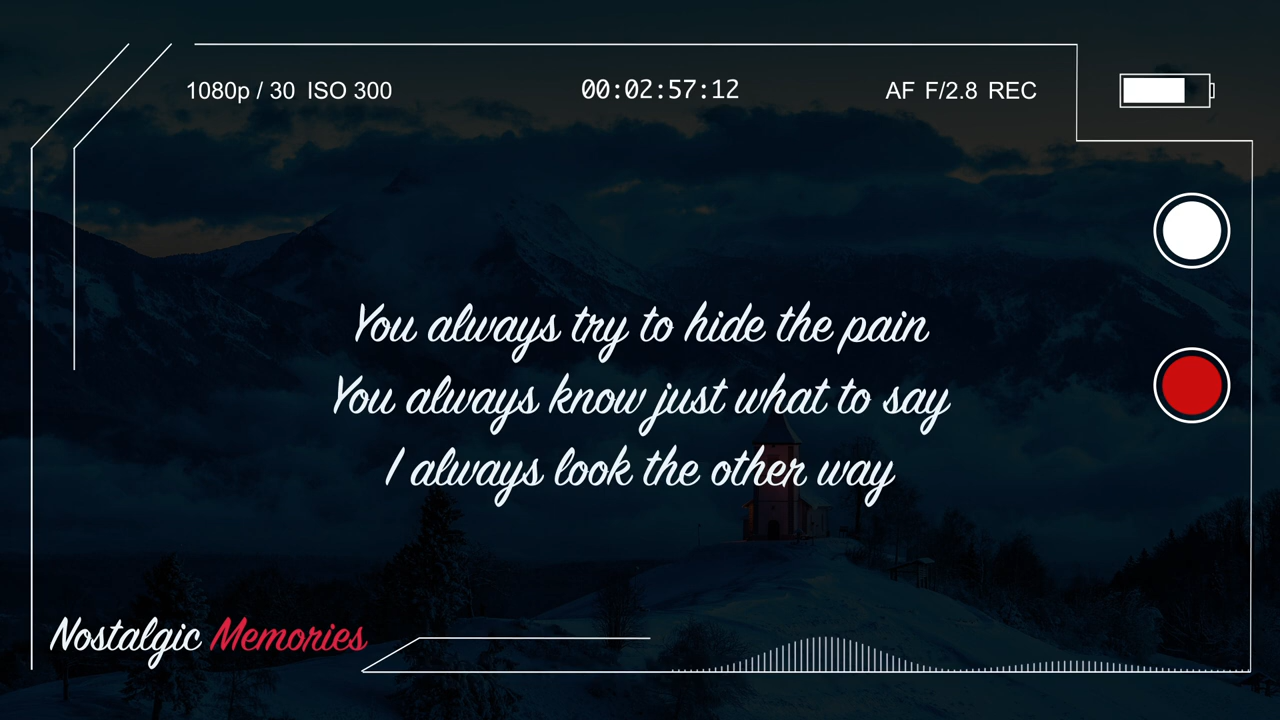 1080p / 30 ISO 300 00:02:57:12 AF F/2.8 REC
You always try to hide the pain
You always know just what to say
I always look the other way
Nostalgic Memories